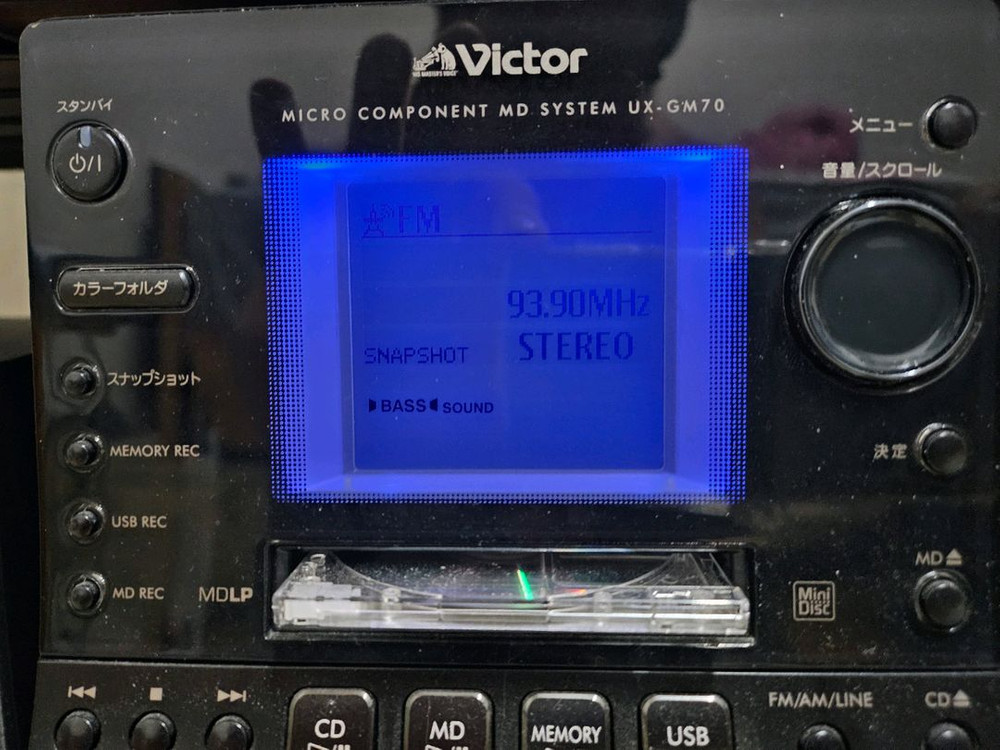 HIS MASTER'S VOICE
Victor
MICRO COMPONENT MD SYSTEM UX-GM70
スタンバイ
メニュー
音量/スクロール
カラーフォルダ
FM
93.90MHz
STEREO
SNAPSHOT
BASS SOUND
スナップショット
MEMORY REC
決定
USB REC
MD REC
MDLP
Mini
Disc
MD
FM/AM/LINE
CD
CD
MD
MEMORY
USB